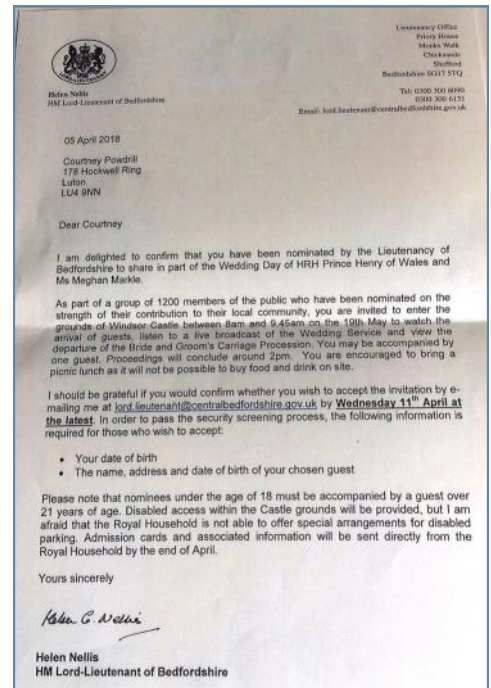 Lieutenancy Office
Priory House
Monks Walk
Chicksands
Shefford
Bedfordshire SG17 5TQ
Tel: 0300 300 6090
0300 300 6131
Email: lord.lieutenant@centralbedfordshire.gov.uk
LORD-LIEUTENANT
Helen Nellis
HM Lord-Lieutenant of Bedfordshire
05 April 2018
Courtney Powdrill
178 Hockwell Ring
Luton
LU4 9NN
Dear Courtney
I am delighted to confirm that you have been nominated by the Lieutenancy of
Bedfordshire to share in part of the Wedding Day of HRH Prince Henry of Wales and
Ms Meghan Markle.
As part of a group of 1200 members of the public who have been nominated on the
strength of their contribution to their local community, you are invited to enter the
grounds of Windsor Castle between 8am and 9.45am on the 19th May to watch the
arrival of guests, listen to a live broadcast of the Wedding Service and view the
departure of the Bride and Groom's Carriage Procession. You may be accompanied by
one guest. Proceedings will conclude around 2pm. You are encouraged to bring a
picnic lunch as it will not be possible to buy food and drink on site.
I should be grateful if you would confirm whether you wish to accept the invitation by e-
mailing me at lord.lieutenant@centralbedfordshire.gov.uk by Wednesday 11th April at
the latest. In order to pass the security screening process, the following information is
required for those who wish to accept:
• Your date of birth
• The name, address and date of birth of your chosen guest
Please note that nominees under the age of 18 must be accompanied by a guest over
21 years of age. Disabled access within the Castle grounds will be provided, but I am
afraid that the Royal Household is not able to offer special arrangements for disabled
parking. Admission cards and associated information will be sent directly from the
Royal Household by the end of April.
Yours sincerely
Helen G. Nellis
Helen Nellis
HM Lord-Lieutenant of Bedfordshire